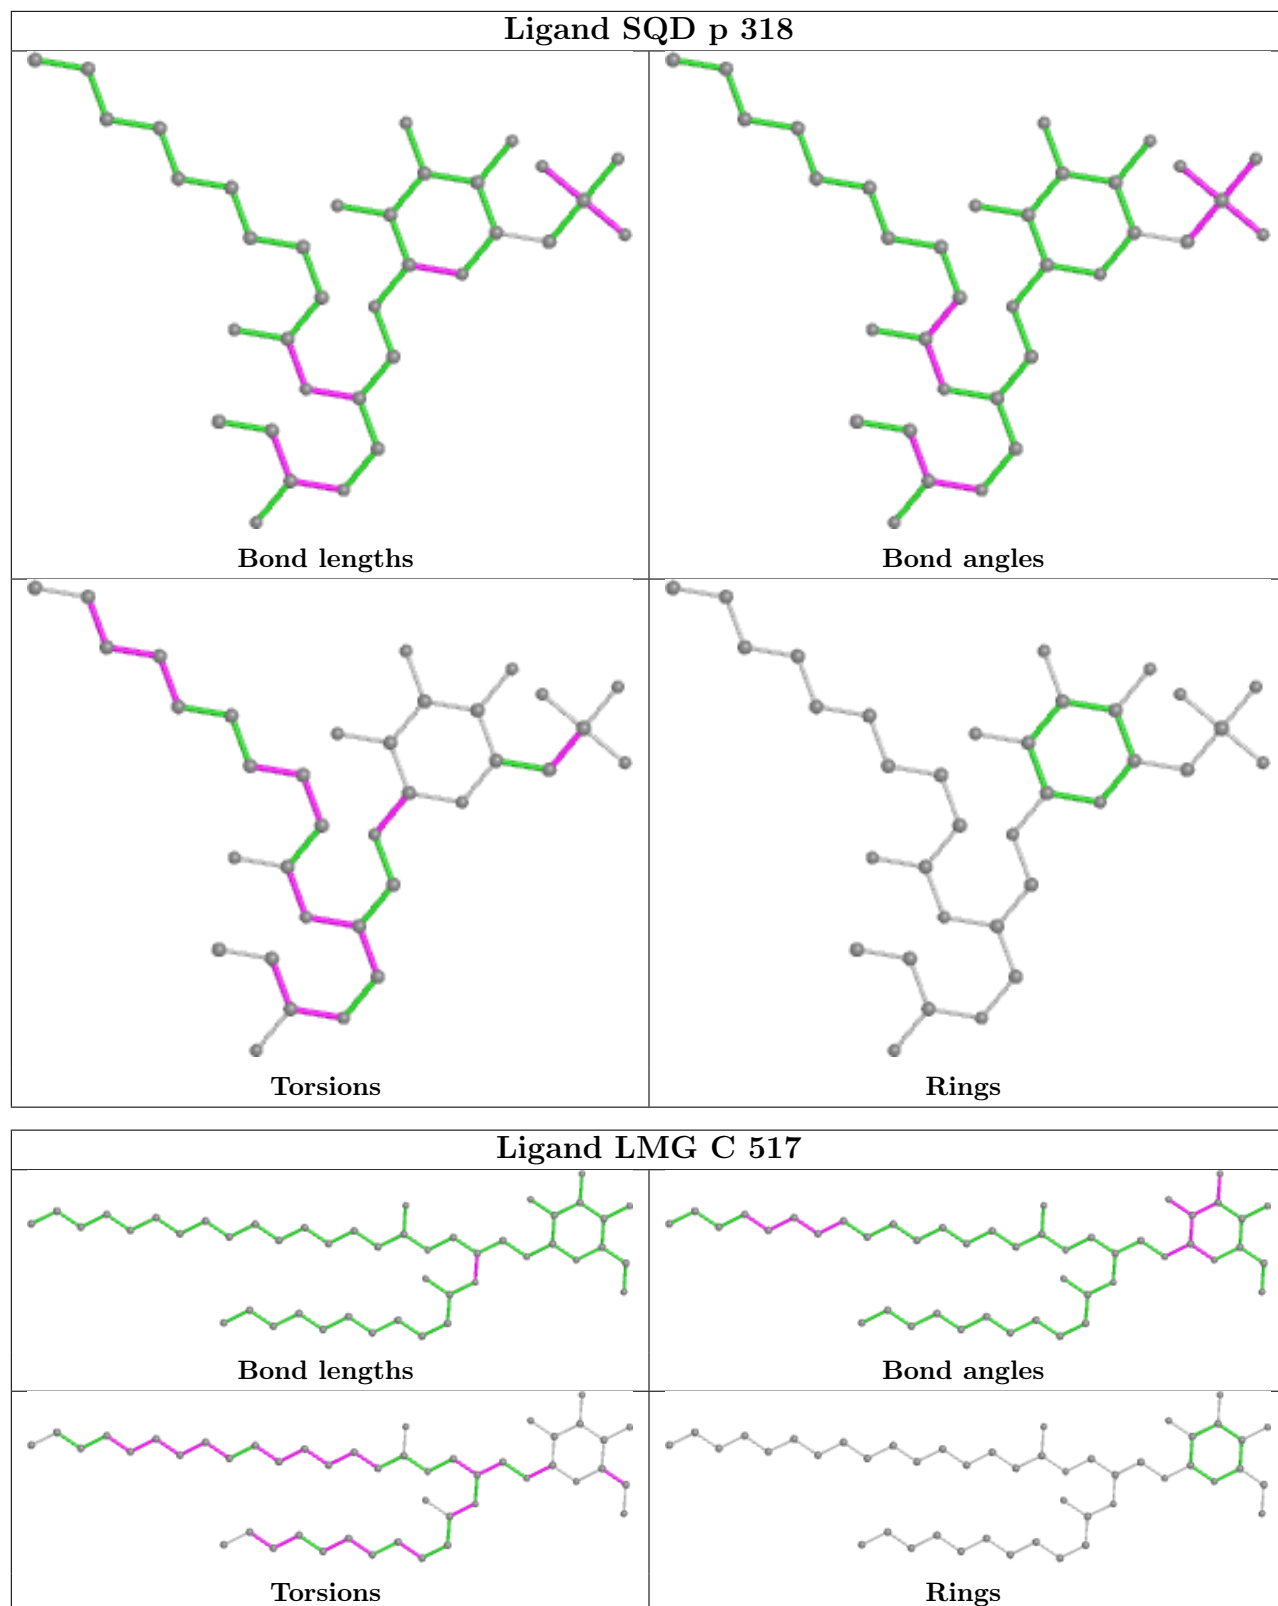 Ligand SQD p 318
Bond lengths
Bond angles
Torsions
Rings
Ligand LMG C 517
Bond lengths
Bond angles
Torsions
Rings